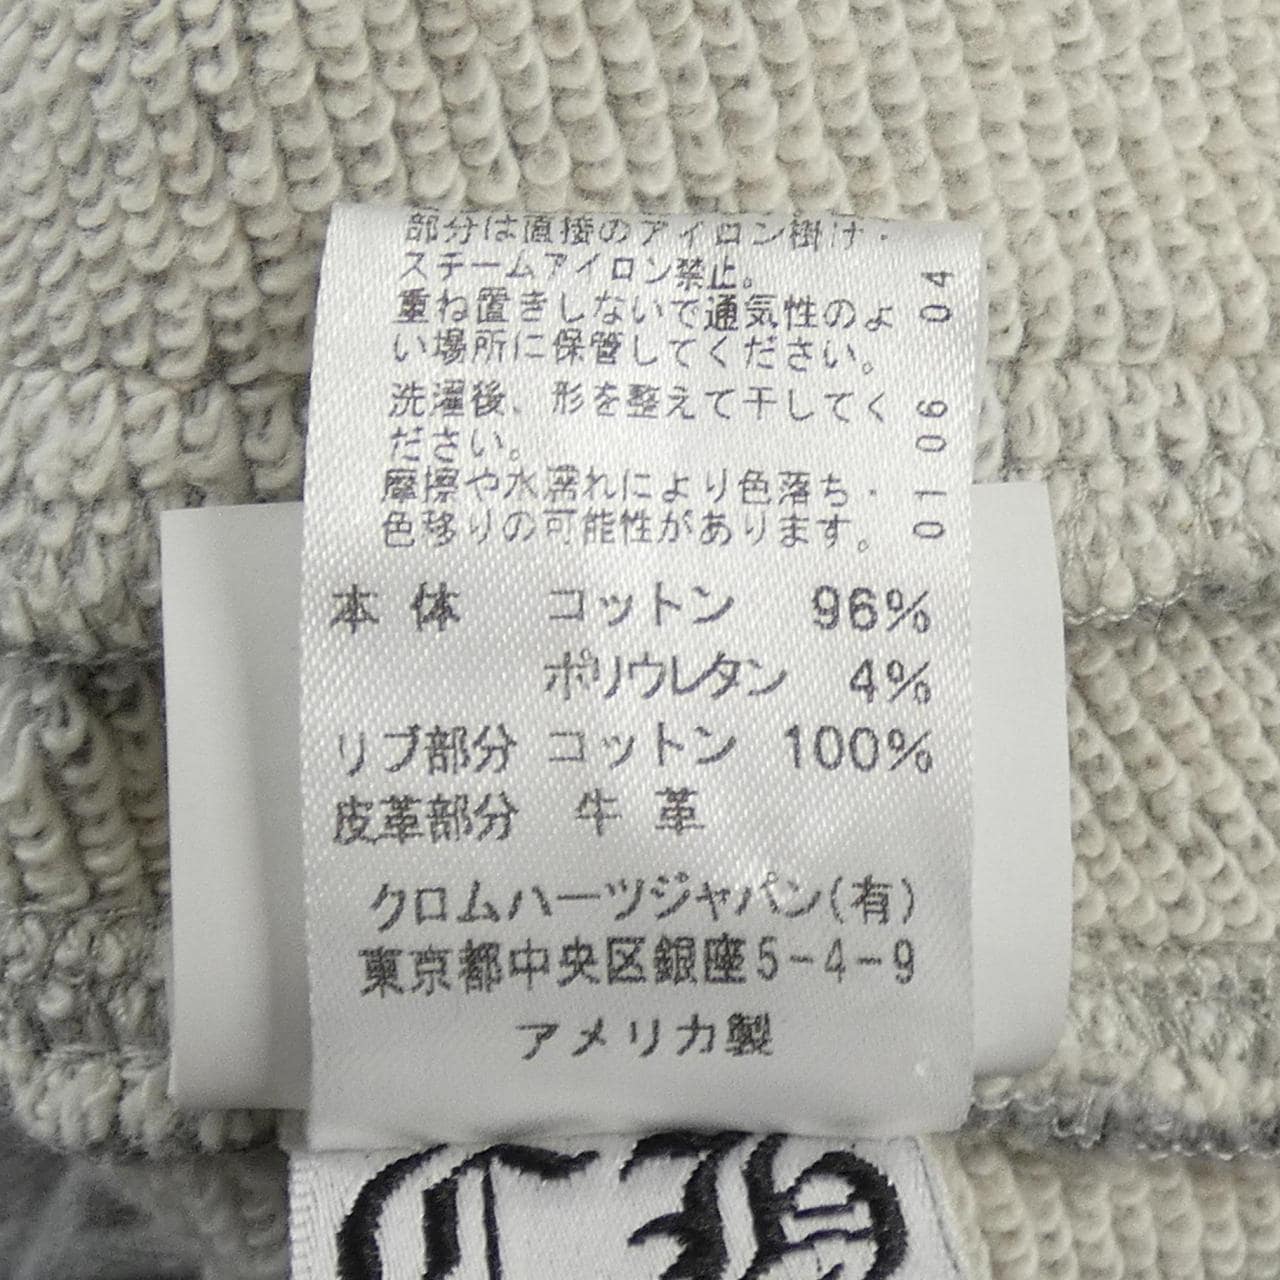 部分は直接のアイロン掛け・
スチームアイロン禁止。
重ね置きしないで通気性のよ
い場所に保管してください。
洗濯後、形を整えて干してく
ださい。
摩擦や水濡れにより色落ち・
色移りの可能性があります。
01 06 04
本体 コットン 96%
ポリウレタン 4%
リブ部分 コットン 100%
皮革部分 牛革
クロムハーツジャパン(有)
東京都中央区銀座5-4-9
アメリカ製